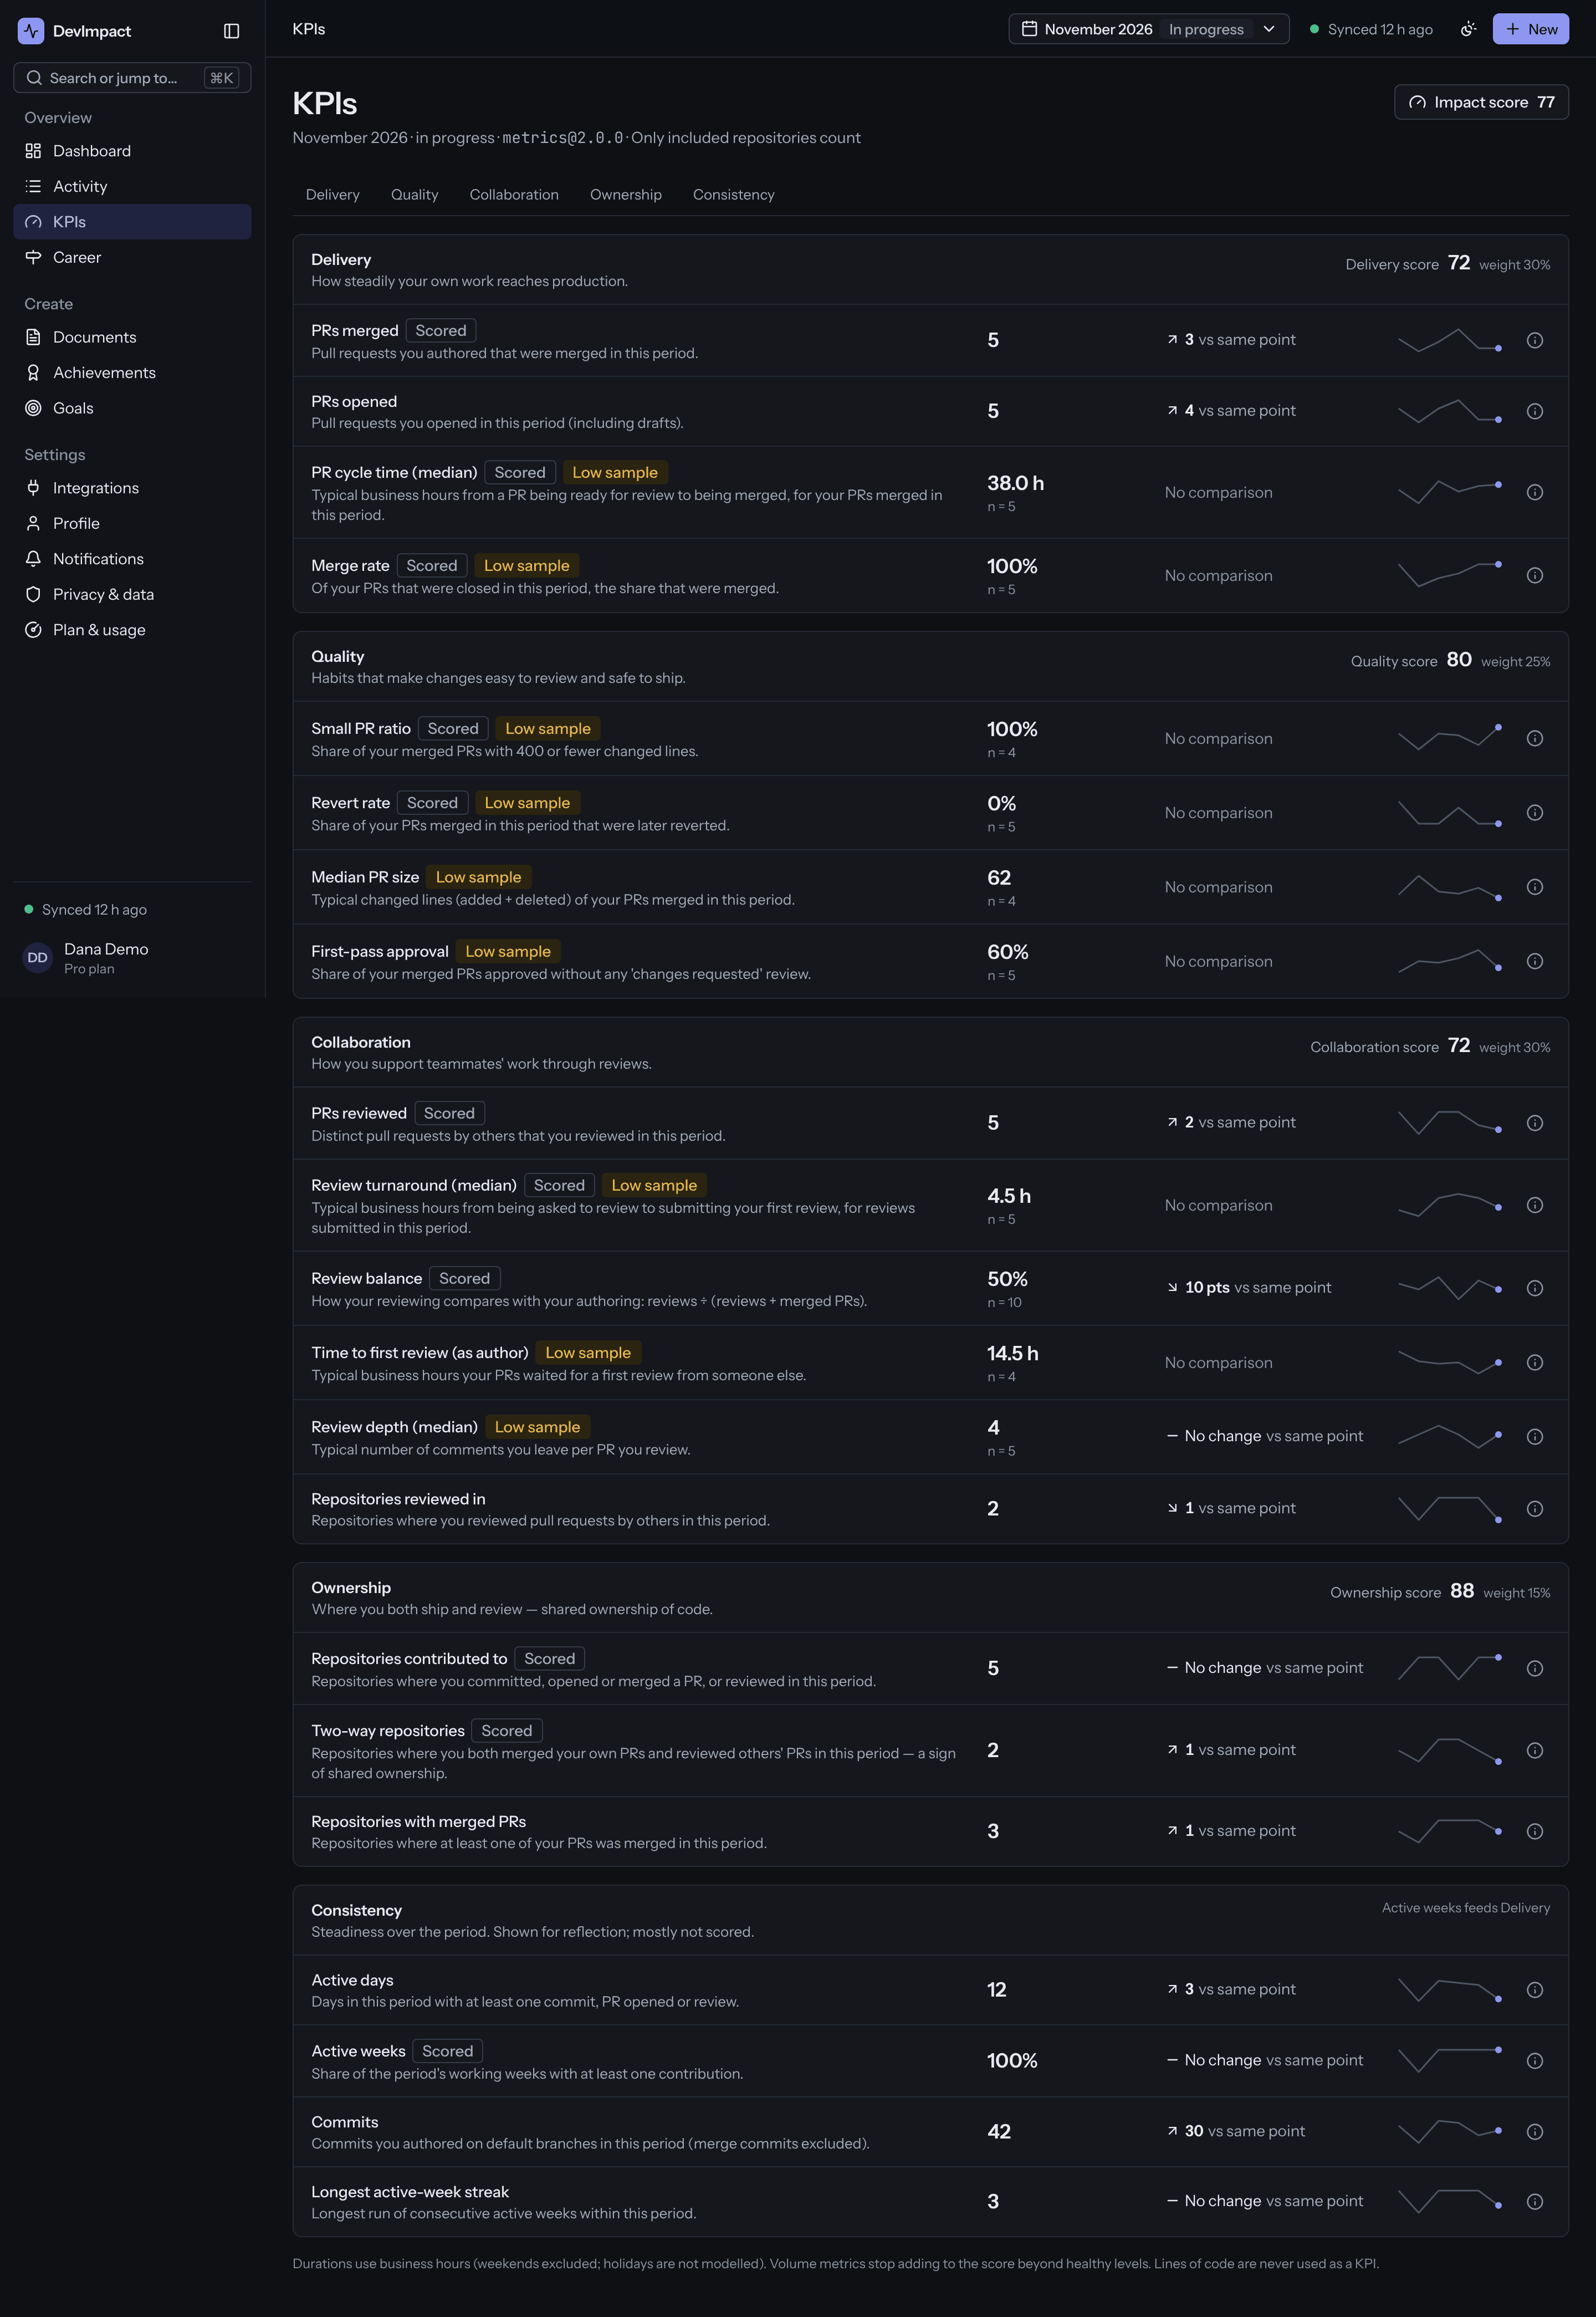 DevImpact
Search or jump to...
⌘K
Overview
Dashboard
Activity
KPIs
Career
Create
Documents
Achievements
Goals
Settings
Integrations
Profile
Notifications
Privacy & data
Plan & usage
Synced 12 h ago
DD
Dana Demo
Pro plan
KPIs
November 2026 In progress
Synced 12 h ago
New
KPIs
Impact score 77
November 2026 · in progress · metrics@2.0.0 · Only included repositories count
Delivery Quality Collaboration Ownership Consistency
Delivery
How steadily your own work reaches production.
Delivery score 72 weight 30%
PRs merged Scored
Pull requests you authored that were merged in this period.
5
3 vs same point
PRs opened
Pull requests you opened in this period (including drafts).
5
4 vs same point
PR cycle time (median) Scored Low sample
Typical business hours from a PR being ready for review to being merged, for your PRs merged in
this period.
38.0 h
n = 5
No comparison
Merge rate Scored Low sample
Of your PRs that were closed in this period, the share that were merged.
100%
n = 5
No comparison
Quality
Habits that make changes easy to review and safe to ship.
Quality score 80 weight 25%
Small PR ratio Scored Low sample
Share of your merged PRs with 400 or fewer changed lines.
100%
n = 4
No comparison
Revert rate Scored Low sample
Share of your PRs merged in this period that were later reverted.
0%
n = 5
No comparison
Median PR size Low sample
Typical changed lines (added + deleted) of your PRs merged in this period.
62
n = 4
No comparison
First-pass approval Low sample
Share of your merged PRs approved without any 'changes requested' review.
60%
n = 5
No comparison
Collaboration
How you support teammates' work through reviews.
Collaboration score 72 weight 30%
PRs reviewed Scored
Distinct pull requests by others that you reviewed in this period.
5
2 vs same point
Review turnaround (median) Scored Low sample
Typical business hours from being asked to review to submitting your first review, for reviews
submitted in this period.
4.5 h
n = 5
No comparison
Review balance Scored
How your reviewing compares with your authoring: reviews ÷ (reviews + merged PRs).
50%
n = 10
10 pts vs same point
Time to first review (as author) Low sample
Typical business hours your PRs waited for a first review from someone else.
14.5 h
n = 4
No comparison
Review depth (median) Low sample
Typical number of comments you leave per PR you review.
4
n = 5
No change vs same point
Repositories reviewed in
Repositories where you reviewed pull requests by others in this period.
2
1 vs same point
Ownership
Where you both ship and review — shared ownership of code.
Ownership score 88 weight 15%
Repositories contributed to Scored
Repositories where you committed, opened or merged a PR, or reviewed in this period.
5
No change vs same point
Two-way repositories Scored
Repositories where you both merged your own PRs and reviewed others' PRs in this period — a sign
of shared ownership.
2
1 vs same point
Repositories with merged PRs
Repositories where at least one of your PRs was merged in this period.
3
1 vs same point
Consistency
Steadiness over the period. Shown for reflection; mostly not scored.
Active weeks feeds Delivery
Active days
Days in this period with at least one commit, PR opened or review.
12
3 vs same point
Active weeks Scored
Share of the period's working weeks with at least one contribution.
100%
No change vs same point
Commits
Commits you authored on default branches in this period (merge commits excluded).
42
30 vs same point
Longest active-week streak
Longest run of consecutive active weeks within this period.
3
No change vs same point
Durations use business hours (weekends excluded; holidays are not modelled). Volume metrics stop adding to the score beyond healthy levels. Lines of code are never used as a KPI.